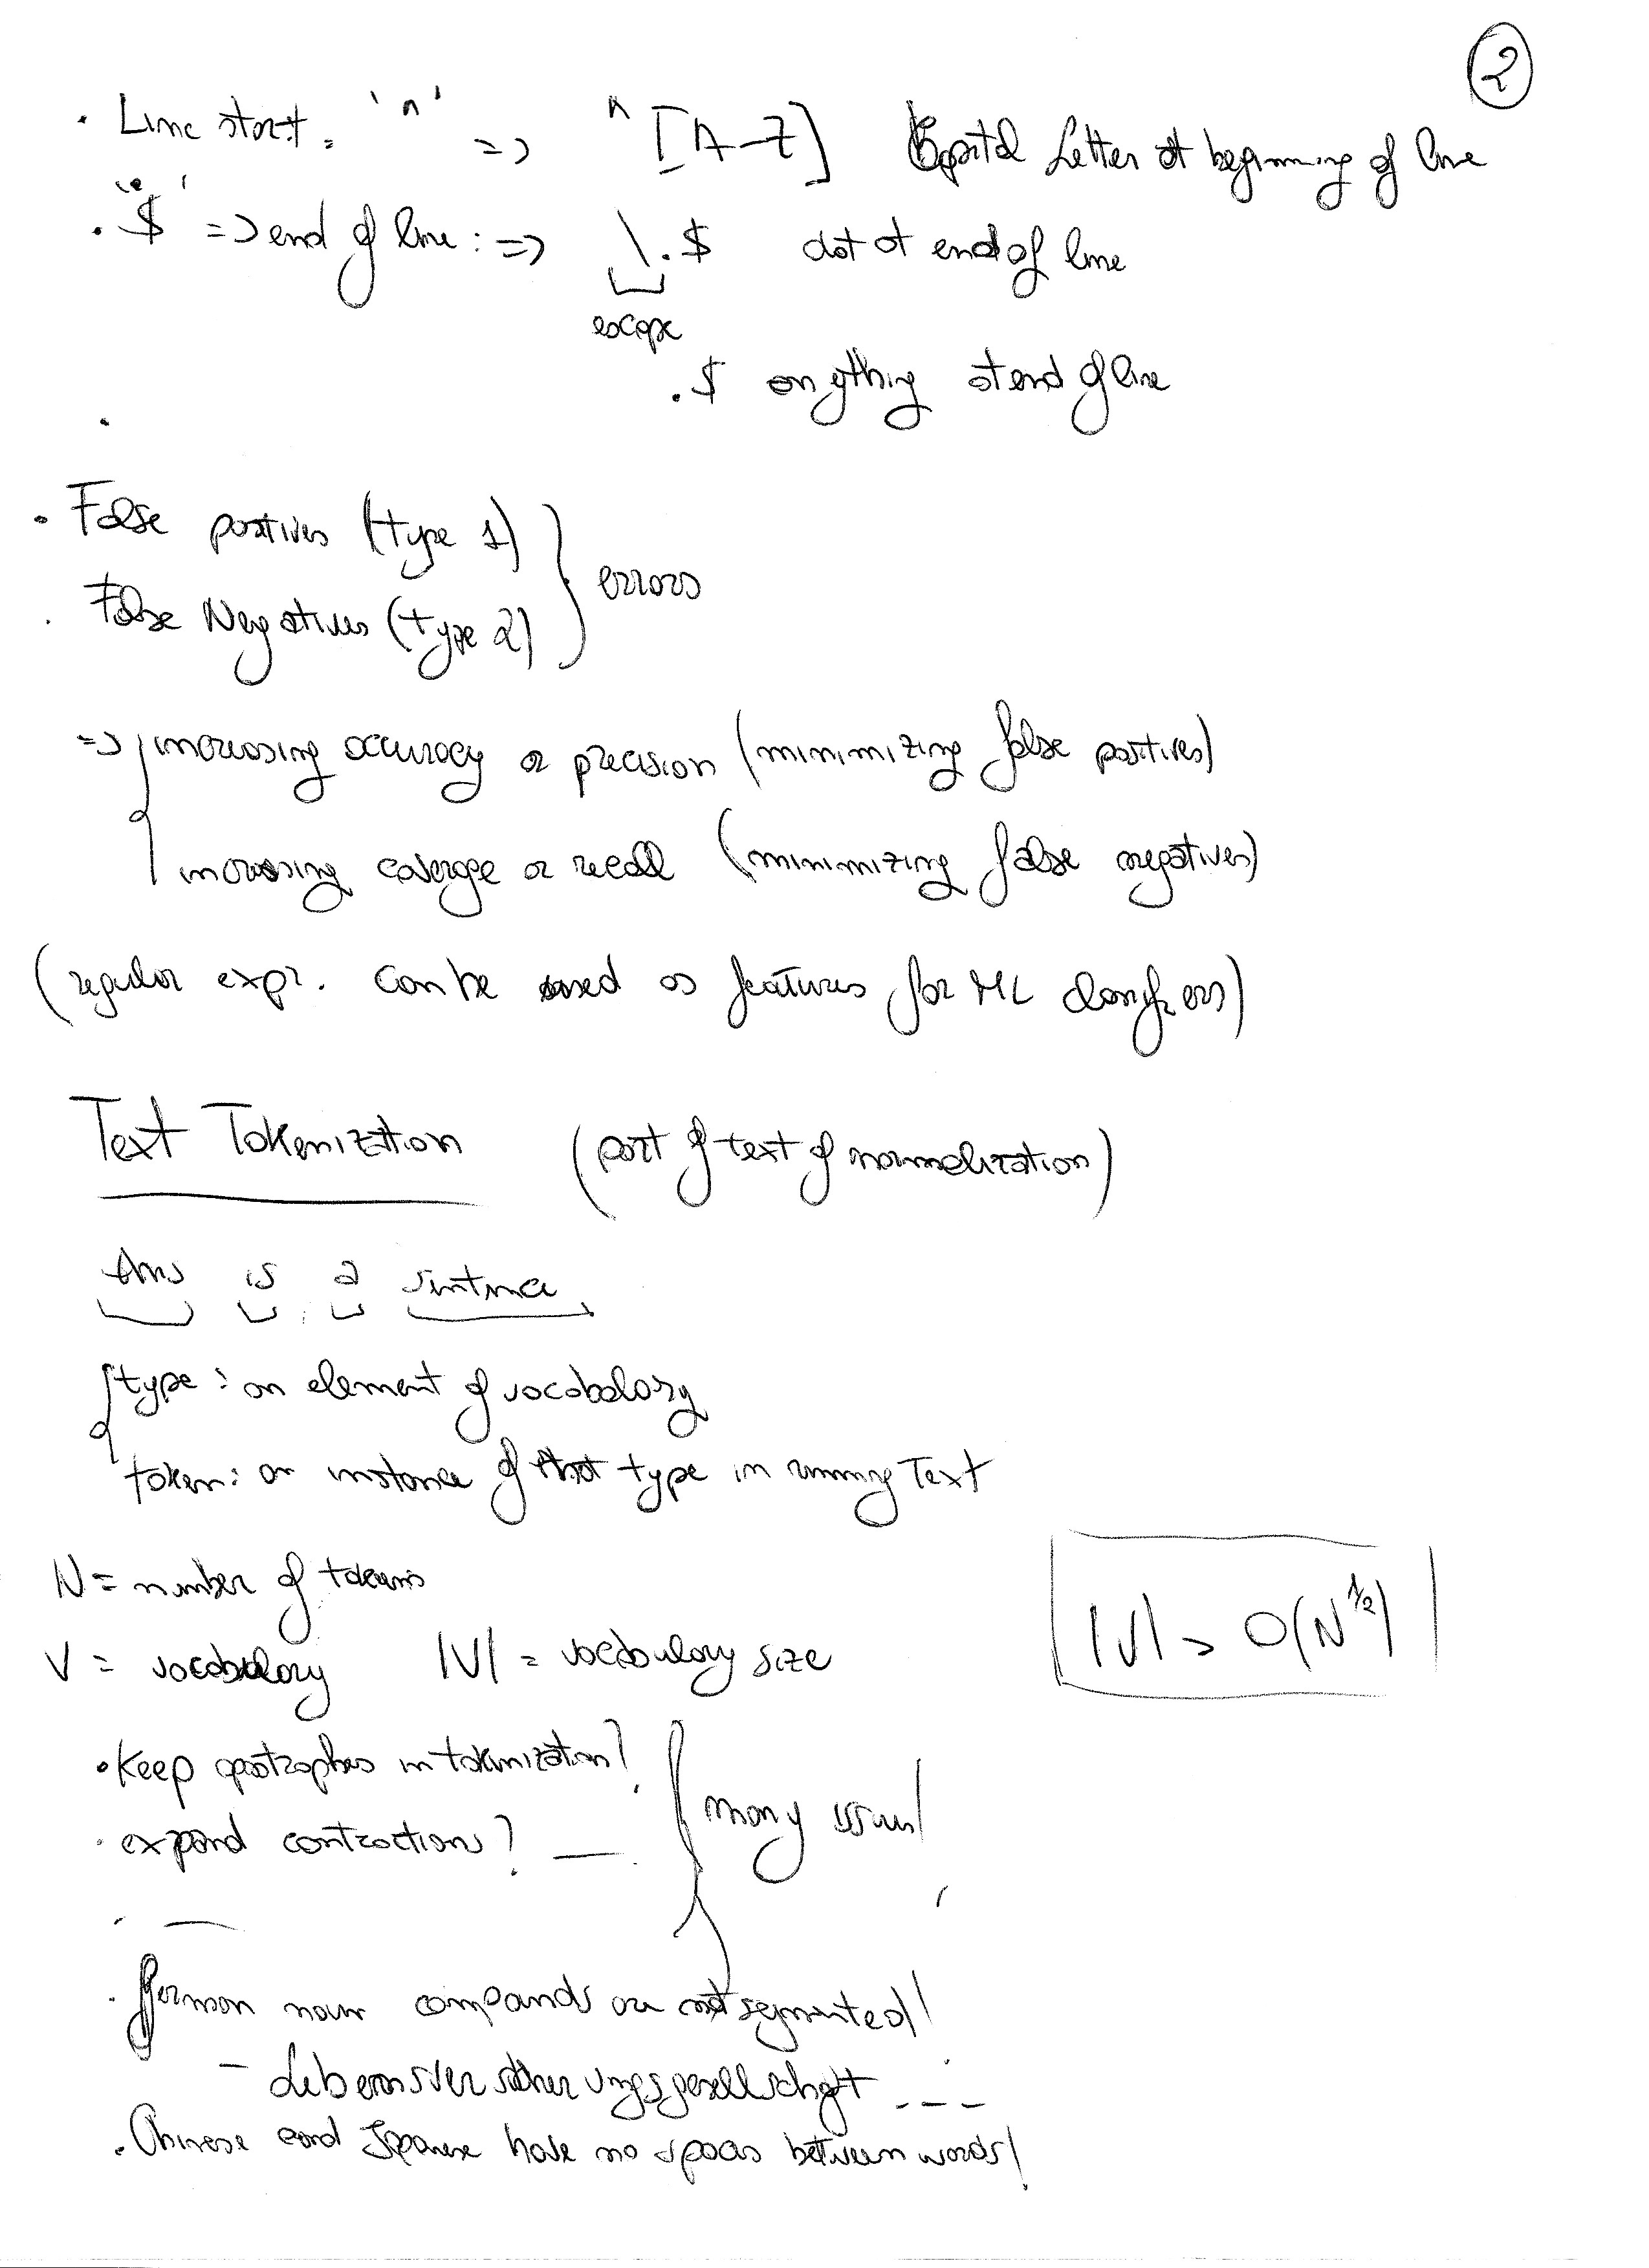 2
• Line start: '^' => ^[A-Z] Capital Letter at beginning of line
• '$' => end of line: => \.$ dot at end of line
escape
.$ anything at end of line
• False positives (type 1)
• False Negatives (type 2) } errors
=> { increasing accuracy or precision (minimizing false positives)
increasing coverage or recall (minimizing false negatives)
(regular expr. can be used as features for ML classifiers)
Text Tokeniztion (part of text of normalization)
this is a sentence
{ type: an element of vocabolary
token: an instance of that type in running Text
N = number of tokens
V = vocabulary |V| = vocabulary size
|V| > O(N^1/2)
• Keep apostrophes in tokenization?
• expand contractions? — } many issues!
• —
• German noun compounds are not segmented!
- Lebensversicherungsgesellschaft ---
• Chinese and Japanese have no spaces between words!